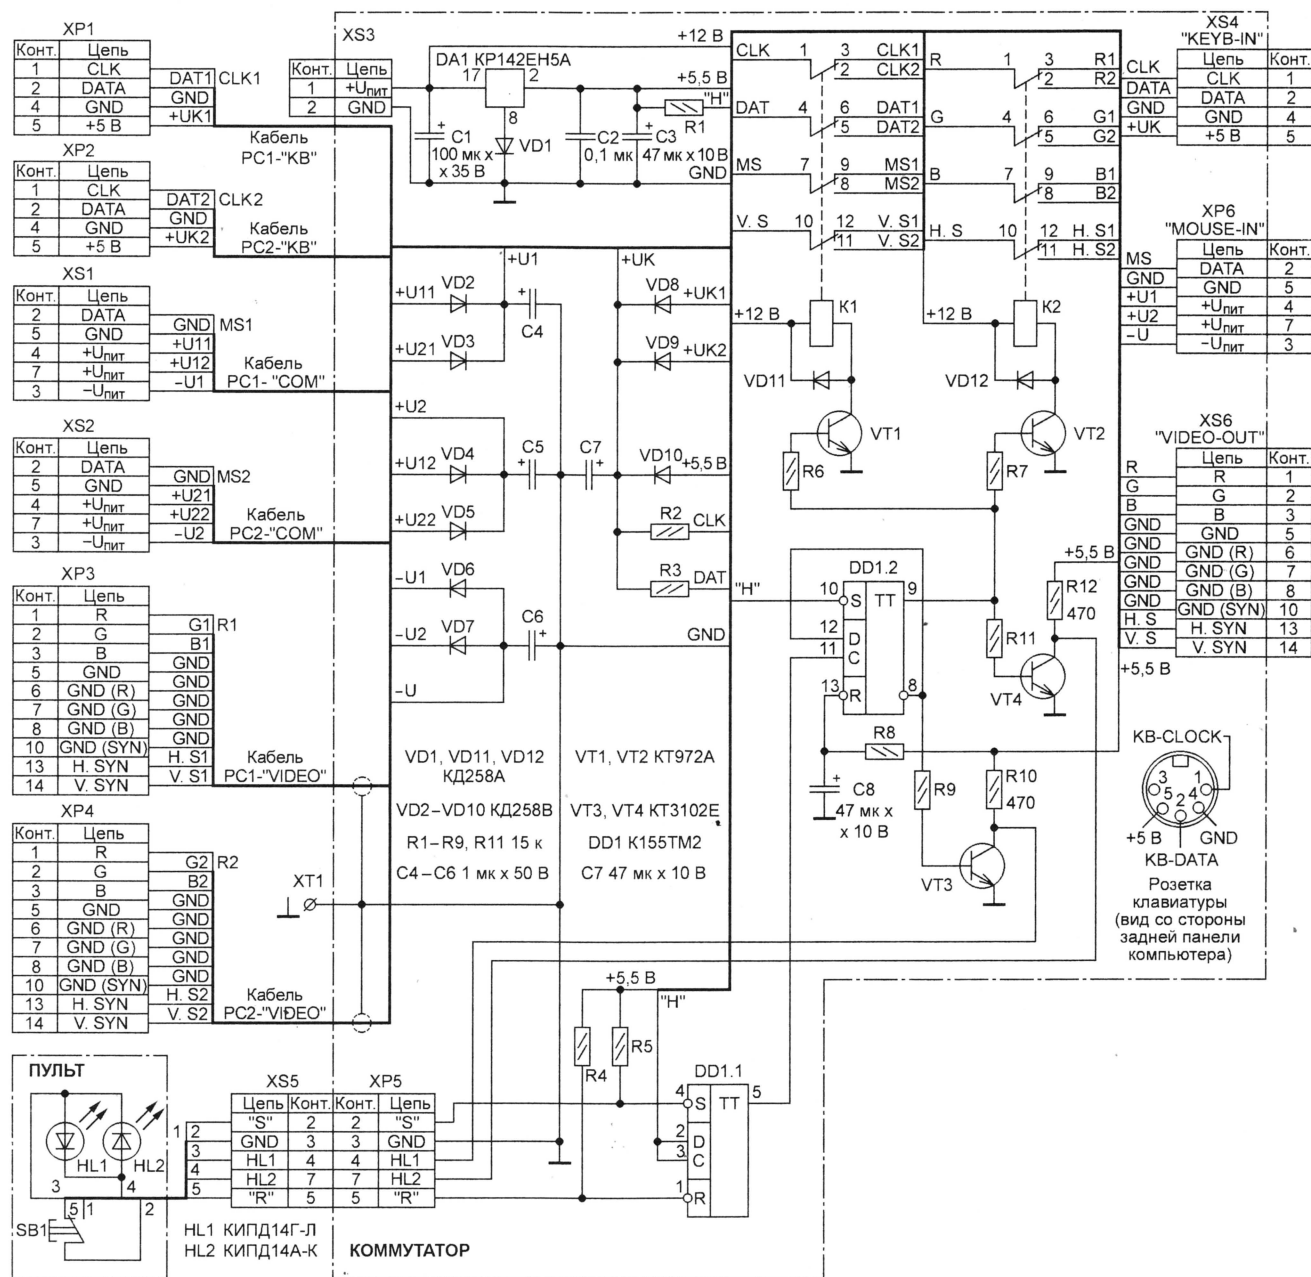 XP1
Конт. Цепь
1 CLK
2 DATA
4 GND
5 +5 В
DAT1 CLK1
GND
+UK1
Кабель
PC1-"KB"
XP2
Конт. Цепь
1 CLK
2 DATA
4 GND
5 +5 В
DAT2 CLK2
GND
+UK2
Кабель
PC2-"KB"
XS1
Конт. Цепь
2 DATA
5 GND
4 +Uпит
7 +Uпит
3 −Uпит
GND MS1
+U11
+U12
−U1
Кабель
PC1- "COM"
XS2
Конт. Цепь
2 DATA
5 GND
4 +Uпит
7 +Uпит
3 −Uпит
GND MS2
+U21
+U22
−U2
Кабель
PC2-"COM"
XP3
Конт. Цепь
1 R
2 G
3 B
5 GND
6 GND (R)
7 GND (G)
8 GND (B)
10 GND (SYN)
13 H. SYN
14 V. SYN
G1 R1
B1
GND
GND
GND
GND
GND
H. S1
V. S1
Кабель
PC1-"VIDEO"
XP4
Конт. Цепь
1 R
2 G
3 B
5 GND
6 GND (R)
7 GND (G)
8 GND (B)
10 GND (SYN)
13 H. SYN
14 V. SYN
G2 R2
B2
GND
GND
GND
GND
GND
H. S2
V. S2
Кабель
PC2-"VIDEO"
XT1
XS3
Конт. Цепь
1 +Uпит
2 GND
DA1 КР142ЕН5А
17 2
8
+12 В
+5,5 В
"H"
R1
C1
100 мк х
х 35 В
VD1
C2
0,1 мк
C3
47 мк х 10 В
GND
+U1
+UK
+U11 VD2
C4
+U21 VD3
+U2
+U12 VD4
C5
C7
+U22 VD5
−U1 VD6
−U2 VD7
C6
−U
VD8 +UK1
VD9 +UK2
VD10 +5,5 В
R2 CLK
R3 DAT
GND
VD1, VD11, VD12
КД258А
VD2–VD10 КД258В
R1–R9, R11 15 к
C4–C6 1 мк х 50 В
VT1, VT2 КТ972А
VT3, VT4 КТ3102Е
DD1 К155ТМ2
C7 47 мк х 10 В
CLK 1 3 CLK1
2 CLK2
DAT 4 6 DAT1
5 DAT2
MS 7 9 MS1
8 MS2
V. S 10 12 V. S1
11 V. S2
R 1 3 R1
2 R2
G 4 6 G1
5 G2
B 7 9 B1
8 B2
H. S 10 12 H. S1
11 H. S2
+12 В K1
VD11
VT1
R6
+12 В K2
VD12
VT2
R7
"H"
DD1.2
10 S TT 9
12 D
11 C
13 R 8
R11
VT4
+5,5 В
R12
470
R8
C8
47 мк х
х 10 В
R9
R10
470
VT3
XS4
"KEYB-IN"
Цепь Конт.
CLK 1
DATA 2
GND 4
+5 В 5
CLK
DATA
GND
+UK
XP6
"MOUSE-IN"
Цепь Конт.
DATA 2
GND 5
+Uпит 4
+Uпит 7
−Uпит 3
MS
GND
+U1
+U2
−U
XS6
"VIDEO-OUT"
Цепь Конт.
R 1
G 2
B 3
GND 5
GND (R) 6
GND (G) 7
GND (B) 8
GND (SYN) 10
H. SYN 13
V. SYN 14
R
G
B
GND
GND
GND
GND
GND
H. S
V. S
+5,5 В
KB-CLOCK
3 1
5 4
2
+5 В GND
KB-DATA
Розетка
клавиатуры
(вид со стороны
задней панели
компьютера)
+5,5 В
"H"
R4
R5
DD1.1
4 S TT 5
2 D
3 C
1 R
ПУЛЬТ
HL1 HL2
3 4
5 1 2
SB1
1 2
3
4
5
XS5 XP5
Цепь Конт. Конт. Цепь
"S" 2 2 "S"
GND 3 3 GND
HL1 4 4 HL1
HL2 7 7 HL2
"R" 5 5 "R"
HL1 КИПД14Г-Л
HL2 КИПД14А-К
КОММУТАТОР